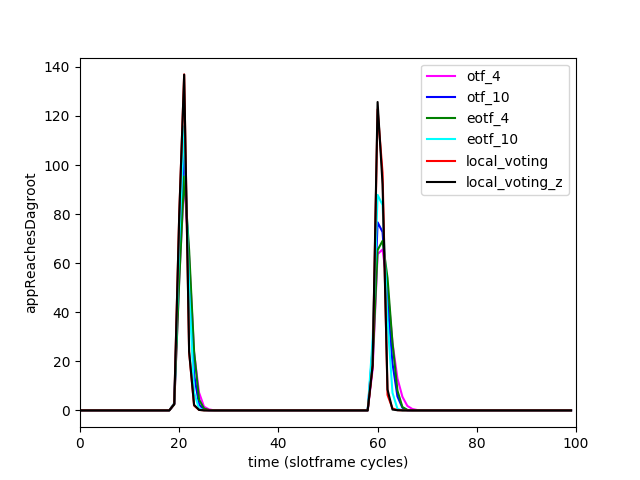 140
120
100
80
60
40
20
0
appReachesDagroot
otf_4
otf_10
eotf_4
eotf_10
local_voting
local_voting_z
0 20 40 60 80 100
time (slotframe cycles)